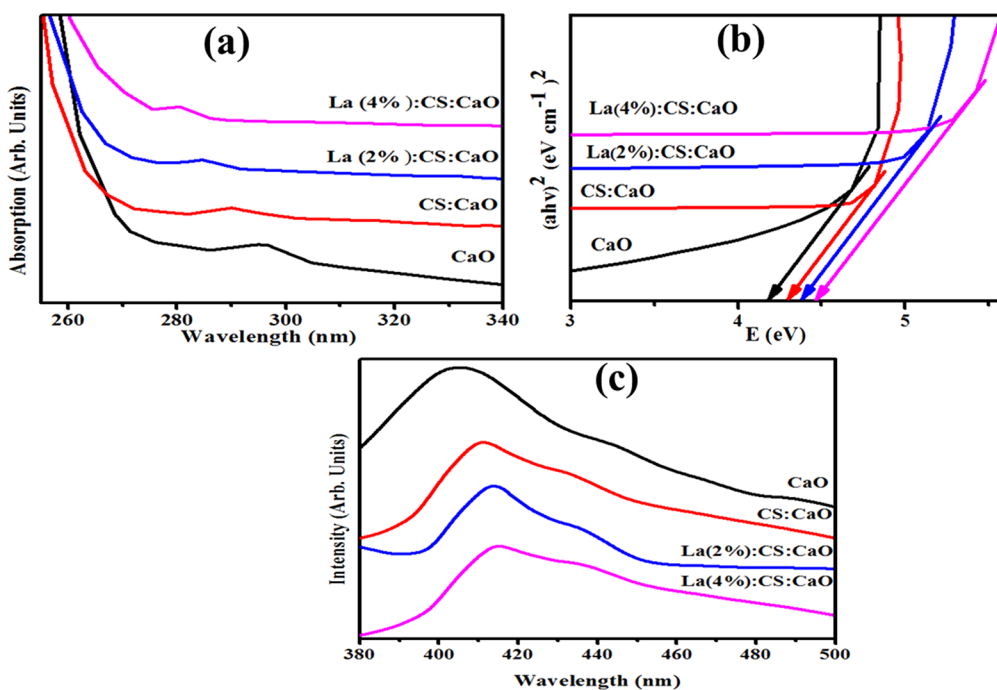 (a)
Absorption (Arb. Units)
La (4% ):CS:CaO
La (2% ):CS:CaO
CS:CaO
CaO
260 280 300 320 340
Wavelength (nm)
(b)
(ahν)² (eV cm⁻¹)²
La(4%):CS:CaO
La(2%):CS:CaO
CS:CaO
CaO
3 4 5
E (eV)
(c)
Intensity (Arb. Units)
CaO
CS:CaO
La(2%):CS:CaO
La(4%):CS:CaO
380 400 420 440 460 480 500
Wavelength (nm)